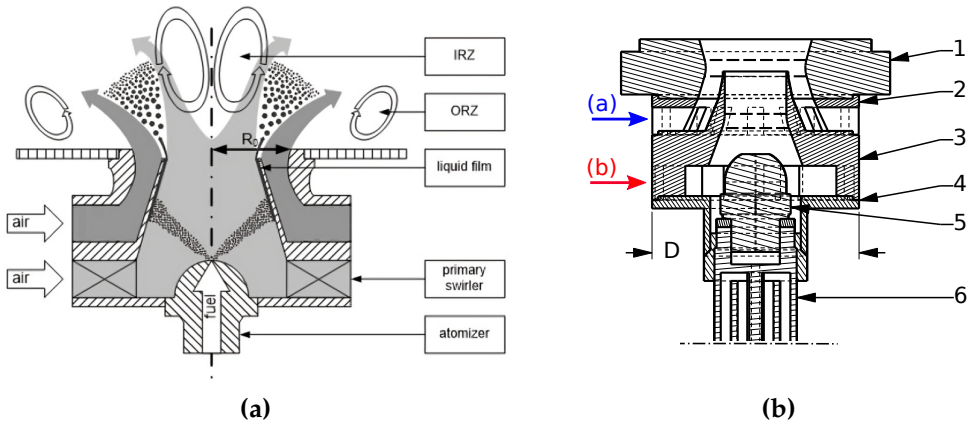 IRZ
ORZ
R₀
liquid film
air
air
primary
swirler
fuel
atomizer
(a)
1
2
(a)
3
(b)
4
5
D
6
(b)